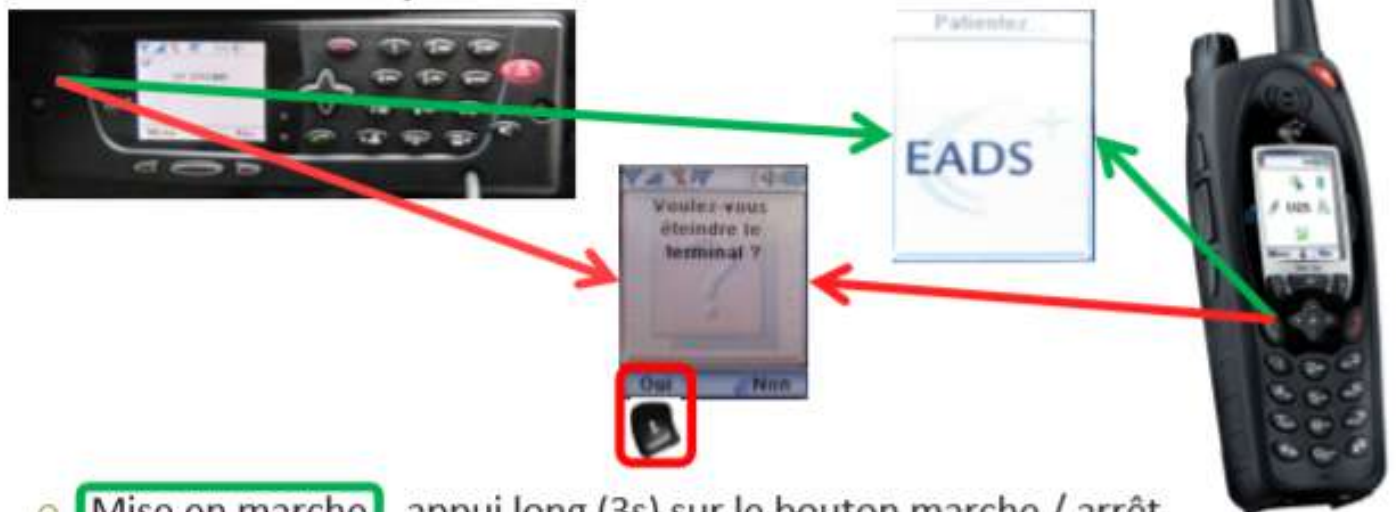 Patientez...
EADS
Voulez-vous
éteindre le
terminal ?
Oui Non
Mise en marche appui long (3s) sur le bouton marche / arrêt